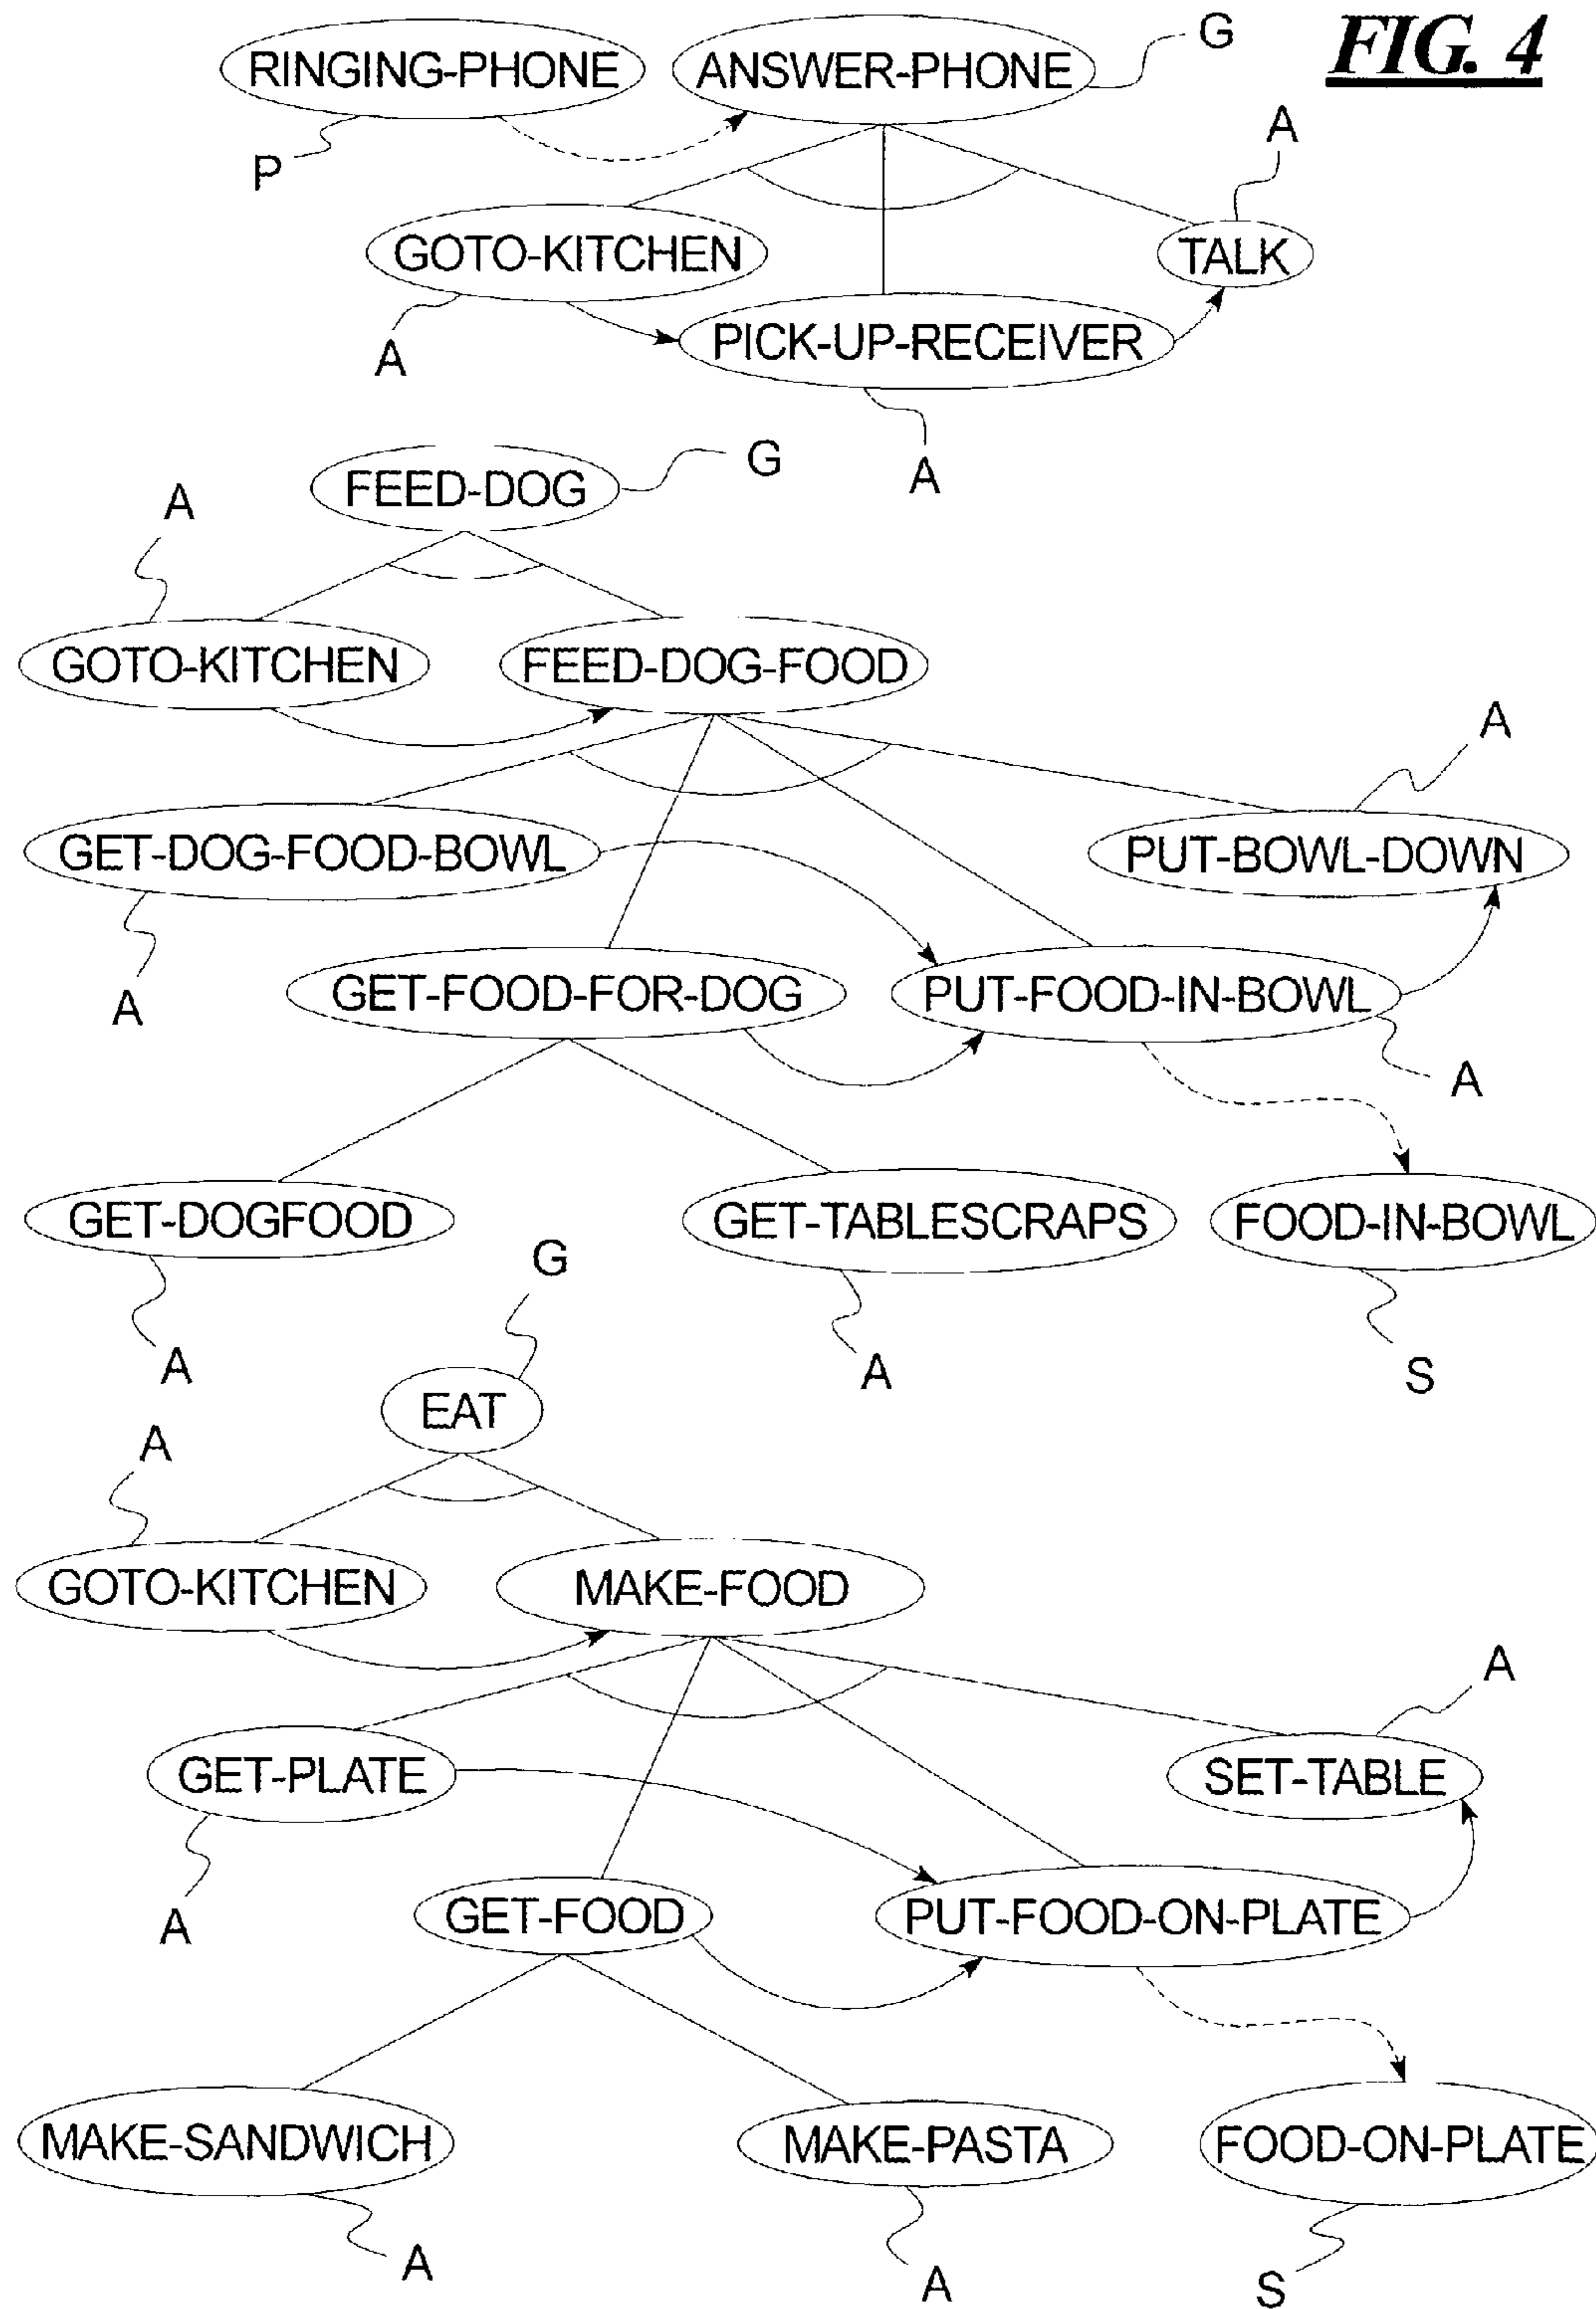 FIG. 4
RINGING-PHONE
ANSWER-PHONE
G
P
A
GOTO-KITCHEN
TALK
A
PICK-UP-RECEIVER
A
FEED-DOG
G
A
GOTO-KITCHEN
FEED-DOG-FOOD
A
GET-DOG-FOOD-BOWL
PUT-BOWL-DOWN
A
GET-FOOD-FOR-DOG
PUT-FOOD-IN-BOWL
A
GET-DOGFOOD
GET-TABLESCRAPS
FOOD-IN-BOWL
A
A
S
G
EAT
A
GOTO-KITCHEN
MAKE-FOOD
A
GET-PLATE
SET-TABLE
A
GET-FOOD
PUT-FOOD-ON-PLATE
MAKE-SANDWICH
MAKE-PASTA
FOOD-ON-PLATE
A
A
S